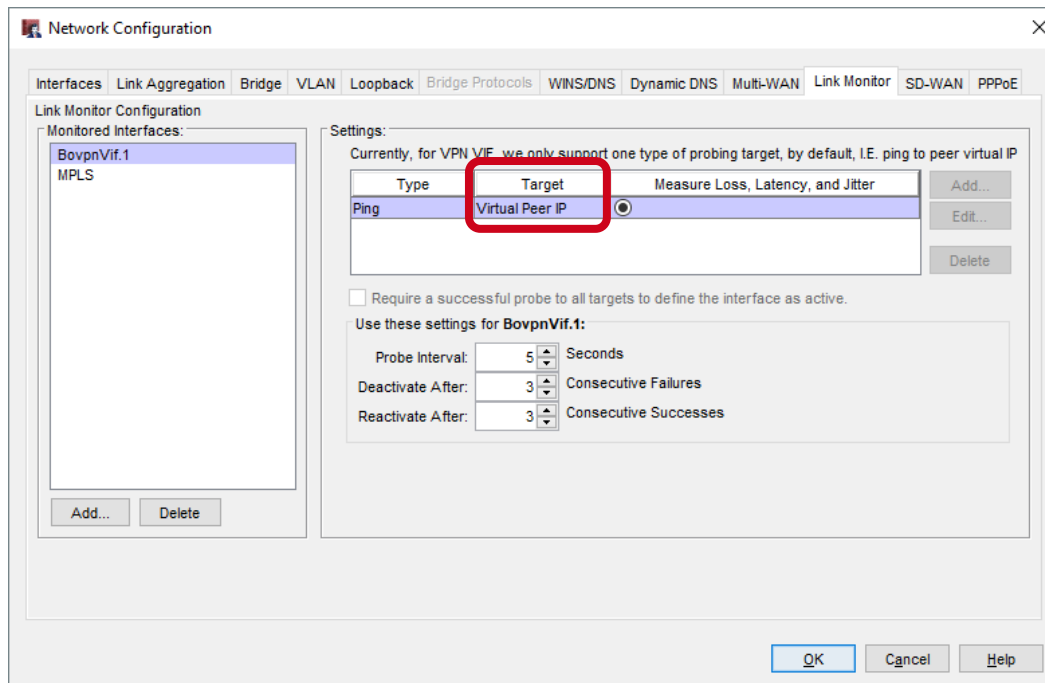 Network Configuration
Interfaces Link Aggregation Bridge VLAN Loopback Bridge Protocols WINS/DNS Dynamic DNS Multi-WAN Link Monitor SD-WAN PPPoE
Link Monitor Configuration
Monitored Interfaces:
BovpnVif.1
MPLS
Add...
Delete
Settings:
Currently, for VPN VIF, we only support one type of probing target, by default, I.E. ping to peer virtual IP
Type Target Measure Loss, Latency, and Jitter
Ping Virtual Peer IP
Add...
Edit...
Delete
Require a successful probe to all targets to define the interface as active.
Use these settings for BovpnVif.1:
Probe Interval: 5 Seconds
Deactivate After: 3 Consecutive Failures
Reactivate After: 3 Consecutive Successes
OK Cancel Help